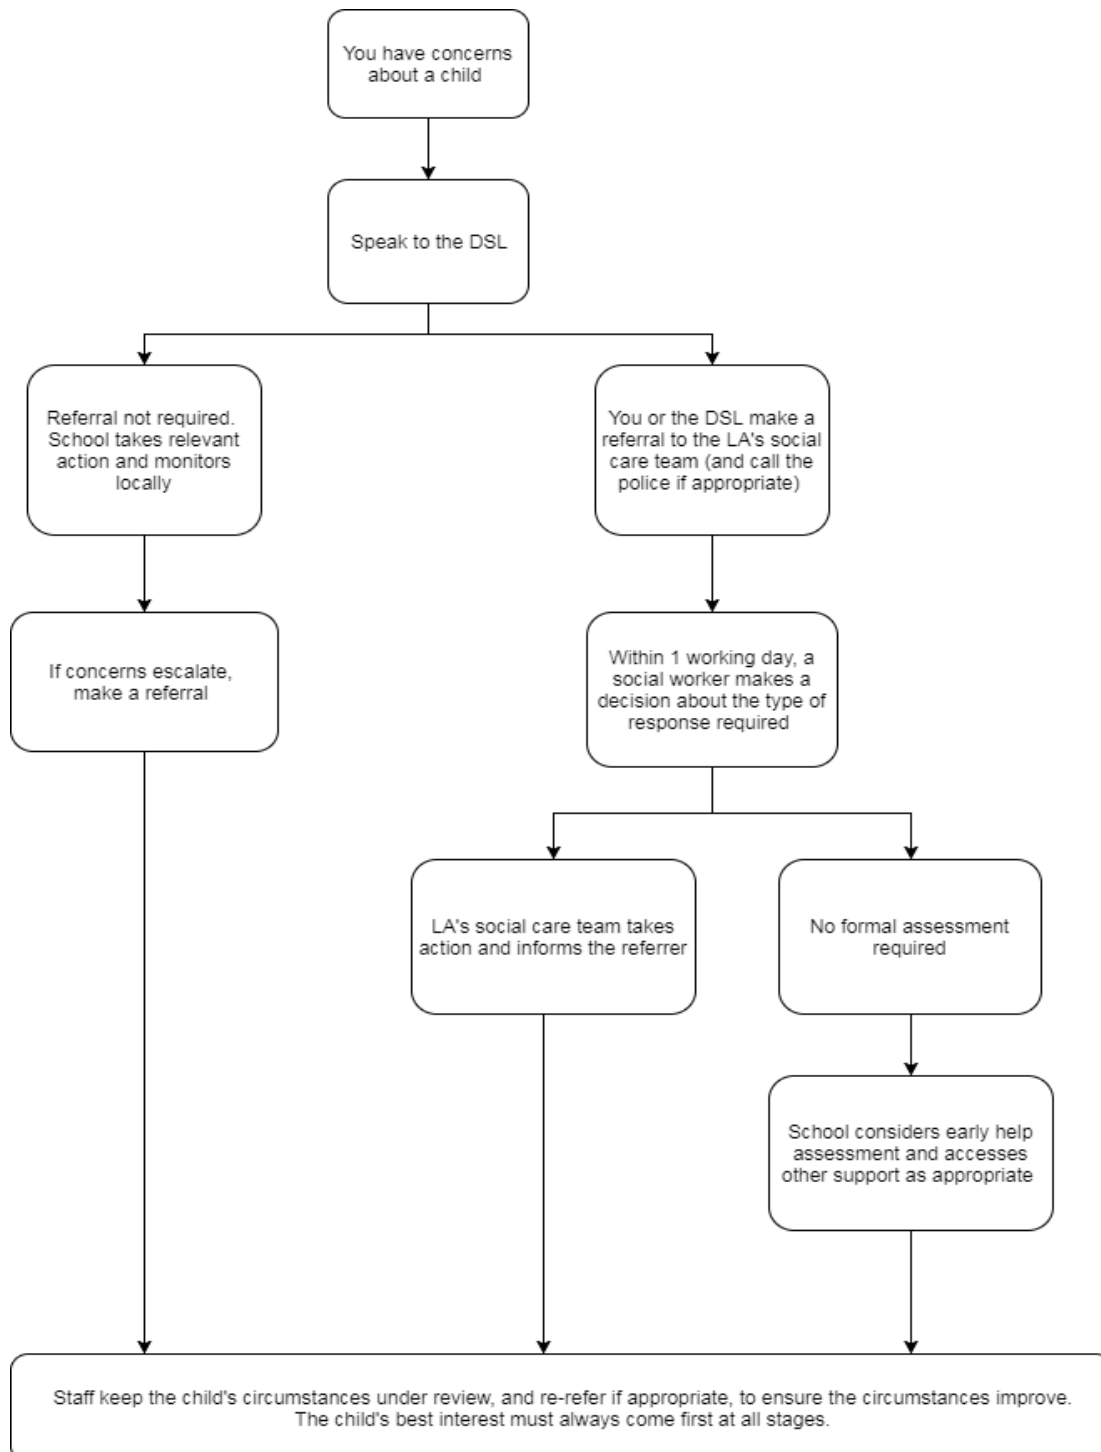 You have concerns
about a child
Speak to the DSL
Referral not required.
School takes relevant
action and monitors
locally
You or the DSL make a
referral to the LA's social
care team (and call the
police if appropriate)
If concerns escalate,
make a referral
Within 1 working day, a
social worker makes a
decision about the type of
response required
LA's social care team takes
action and informs the referrer
No formal assessment
required
School considers early help
assessment and accesses
other support as appropriate
Staff keep the child's circumstances under review, and re-refer if appropriate, to ensure the circumstances improve.
The child's best interest must always come first at all stages.